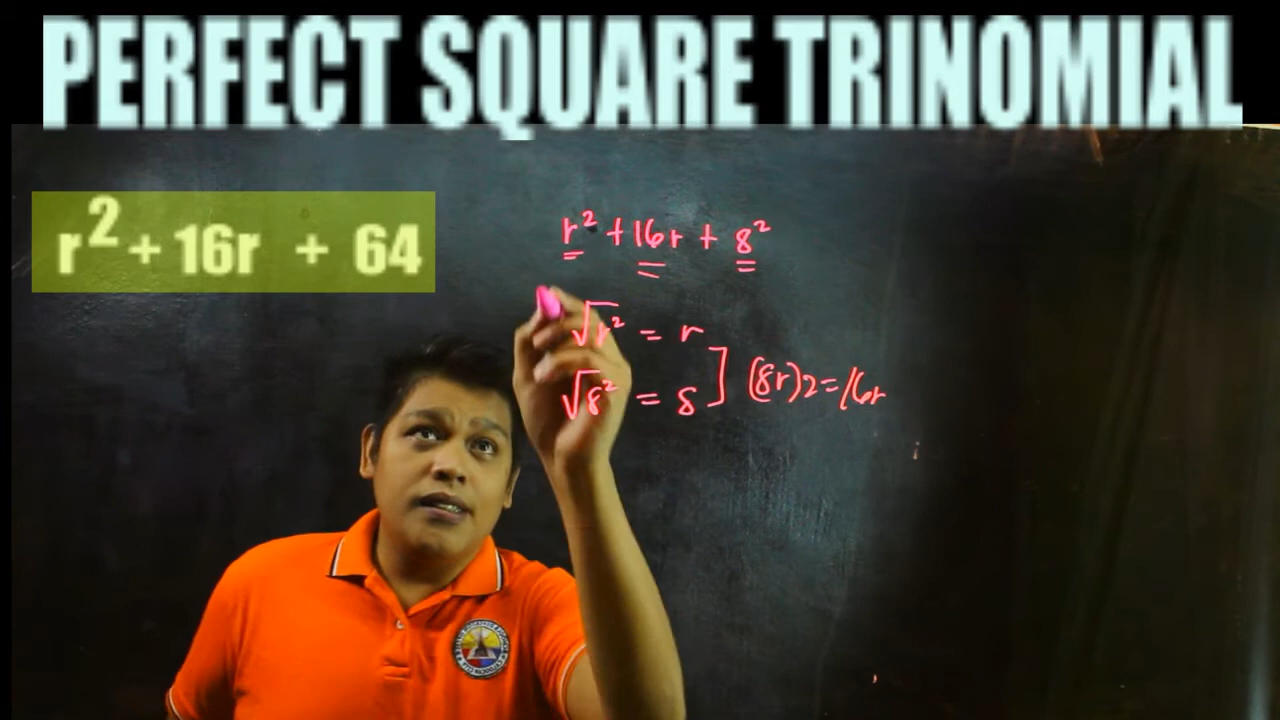 PERFECT SQUARE TRINOMIAL
r² + 16r + 64
r² + 16r + 8²
√r² = r
√8² = 8 ] (8r)2=16r